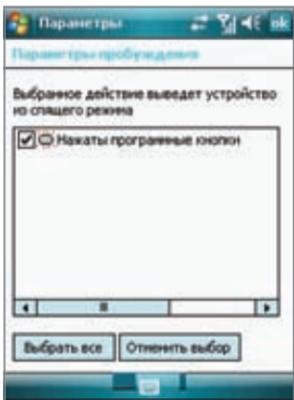 Параметры
ok
Параметры пробуждения
Выбранное действие выведет устройство
из спящего режима
Нажаты програмные кнопки
Выбрать все
Отменить выбор